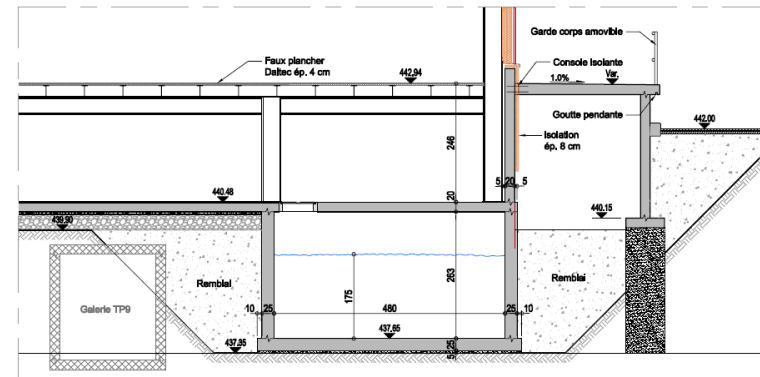 Garde corps amovible
Faux plancher
Daltec ép. 4 cm
Console isolante
442.94
1.0%
Var.
Goutte pendante
442.00
246
Isolation
ép. 8 cm
5 20 5
440.48
20
440.15
439.90
Remblai
263
Remblai
175
Galerie TP9
10 25
480
25 10
437.65
437.35
25
5